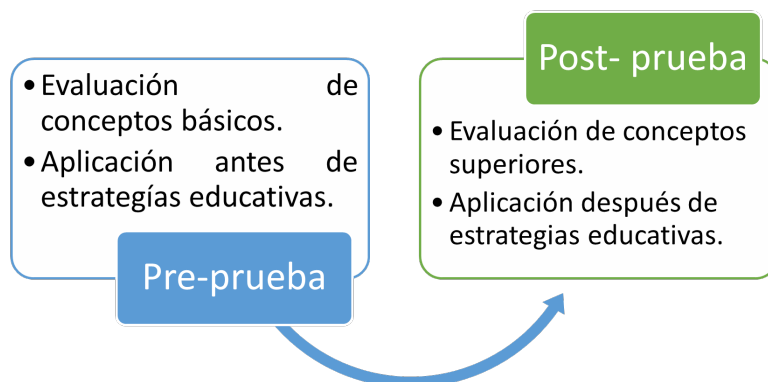 • Evaluación de
conceptos básicos.
• Aplicación antes de
estrategías educativas.
Pre-prueba
Post- prueba
• Evaluación de conceptos
superiores.
• Aplicación después de
estrategias educativas.